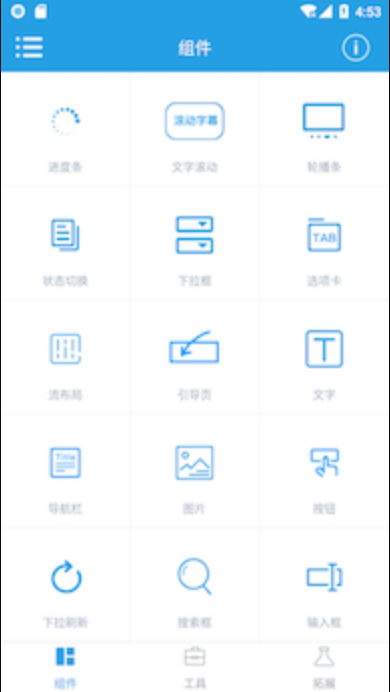 4:53
组件
滚动字幕
进度条
文字滚动
轮播条
TAB
状态切换
下拉框
选项卡
T
流布局
引导页
文字
Title
导航栏
图片
按钮
下拉刷新
搜索框
输入框
组件
工具
拓展